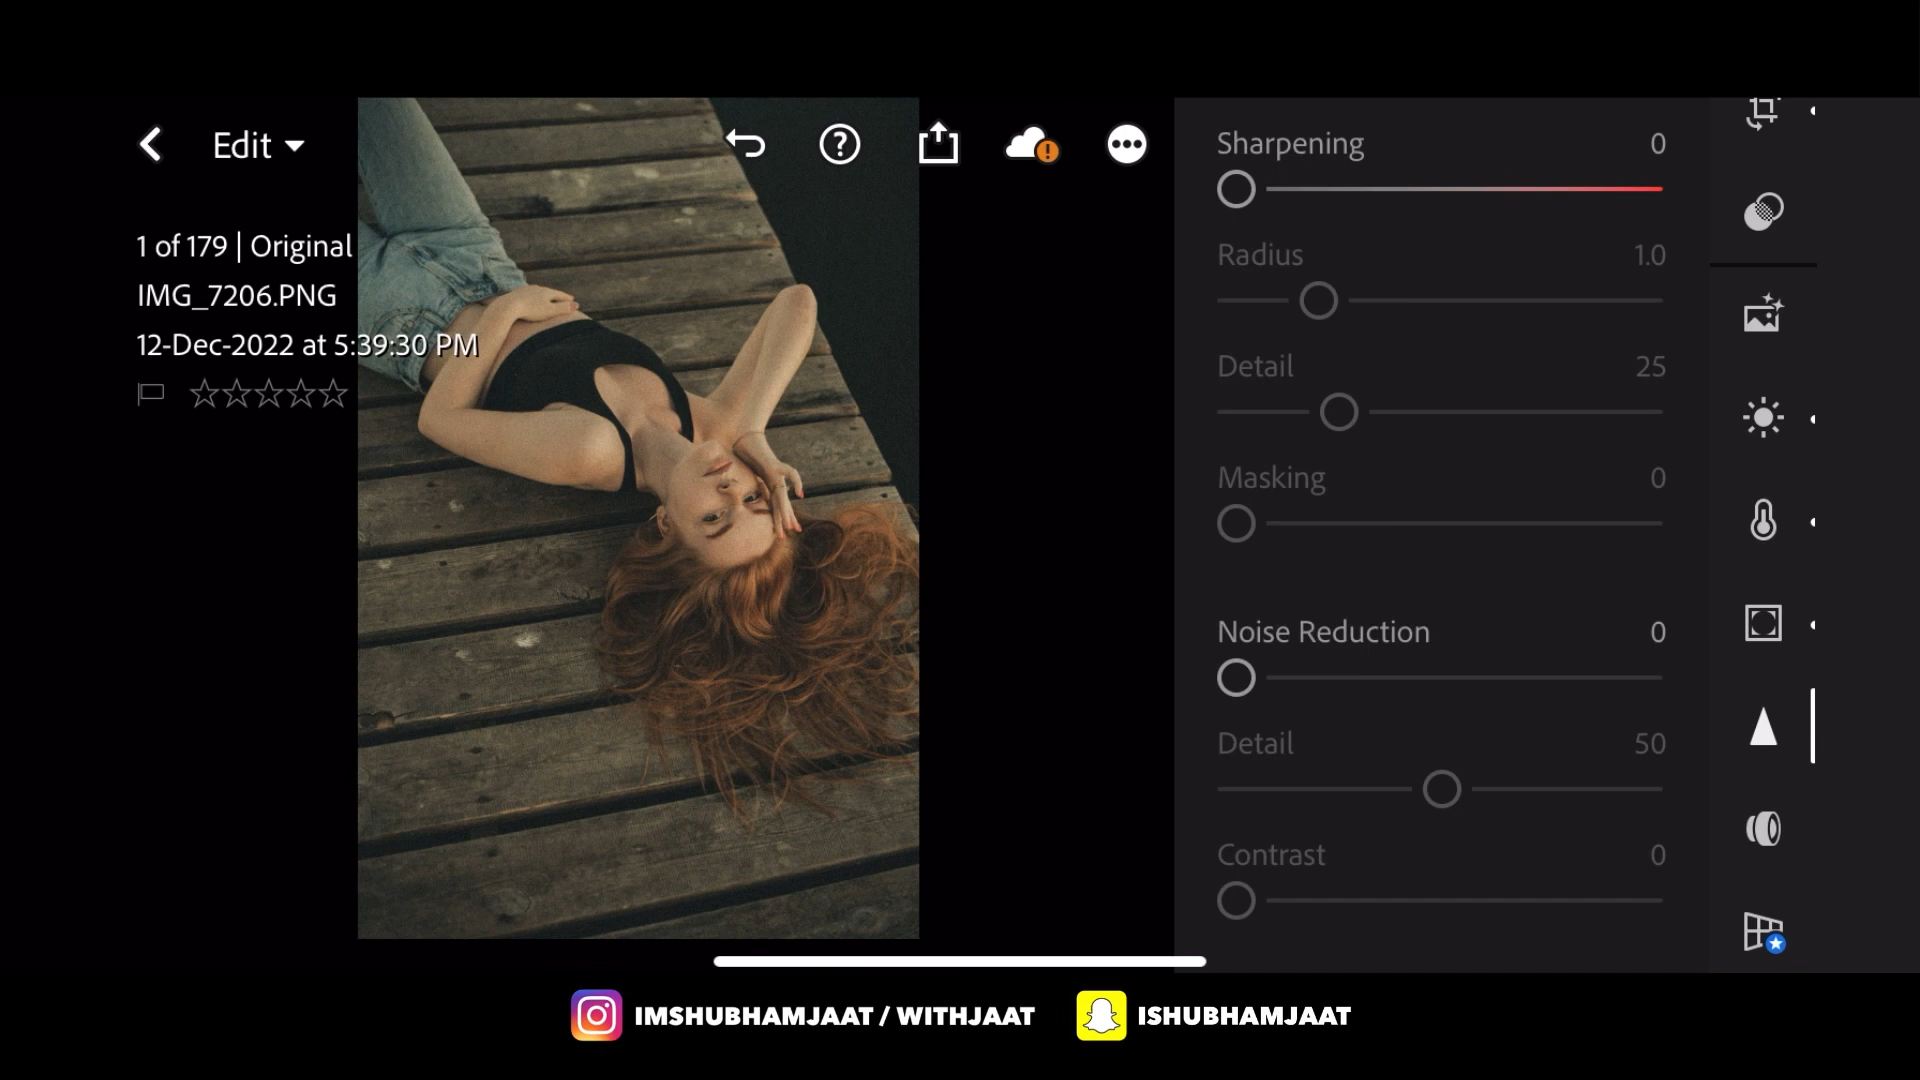 Edit
1 of 179 | Original
IMG_7206.PNG
12-Dec-2022 at 5:39:30 PM
Sharpening 0
Radius 1.0
Detail 25
Masking 0
Noise Reduction 0
Detail 50
Contrast 0
IMSHUBHAMJAAT / WITHJAAT ISHUBHAMJAAT